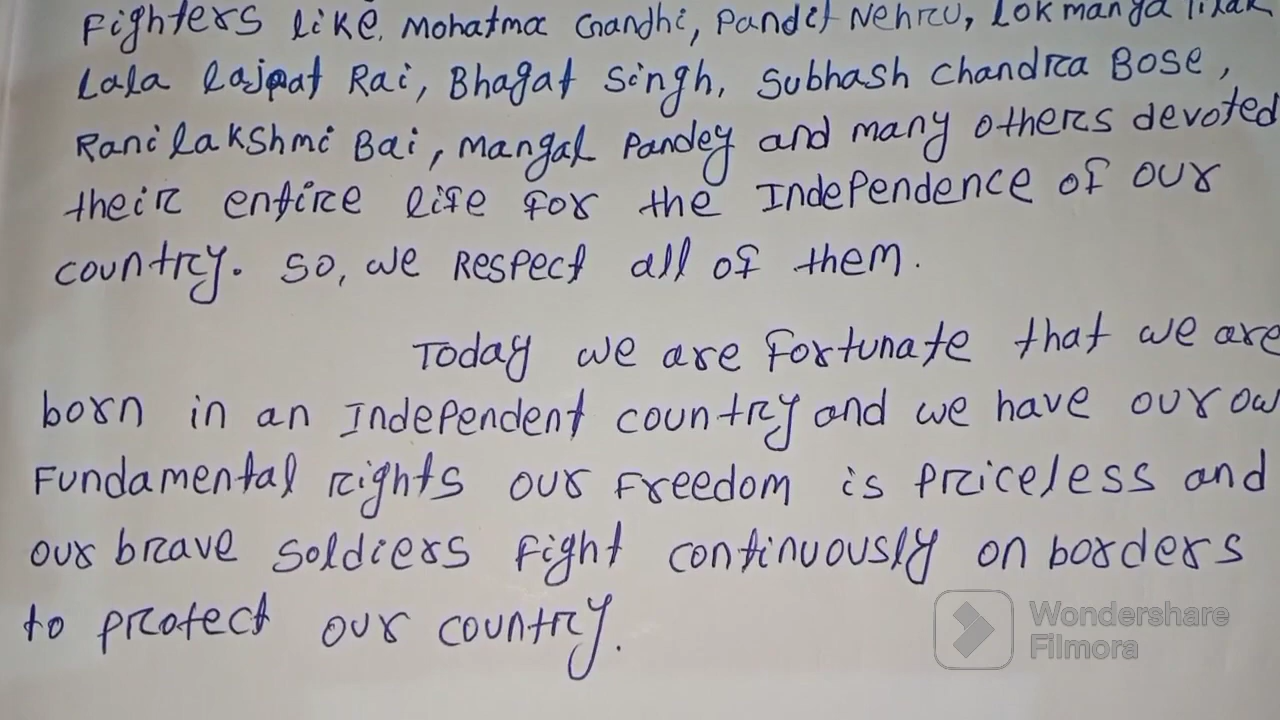 Fighters like, Mohatma Gandhi, Pandit Nehru, Lokmanya Tilak
Lala Lajpat Rai, Bhagat Singh, Subhash Chandra Bose,
Rani lakshmi Bai, Mangal Pandey and many others devoted
their entire life for the Independence of our
country. So, we Respect all of them.
Today we are Fortunate that we are
born in an Independent country and we have our ow
Fundamental rights our Freedom is priceless and
our brave soldiers Fight continuously on borders
to protect our country.
Wondershare
Filmora